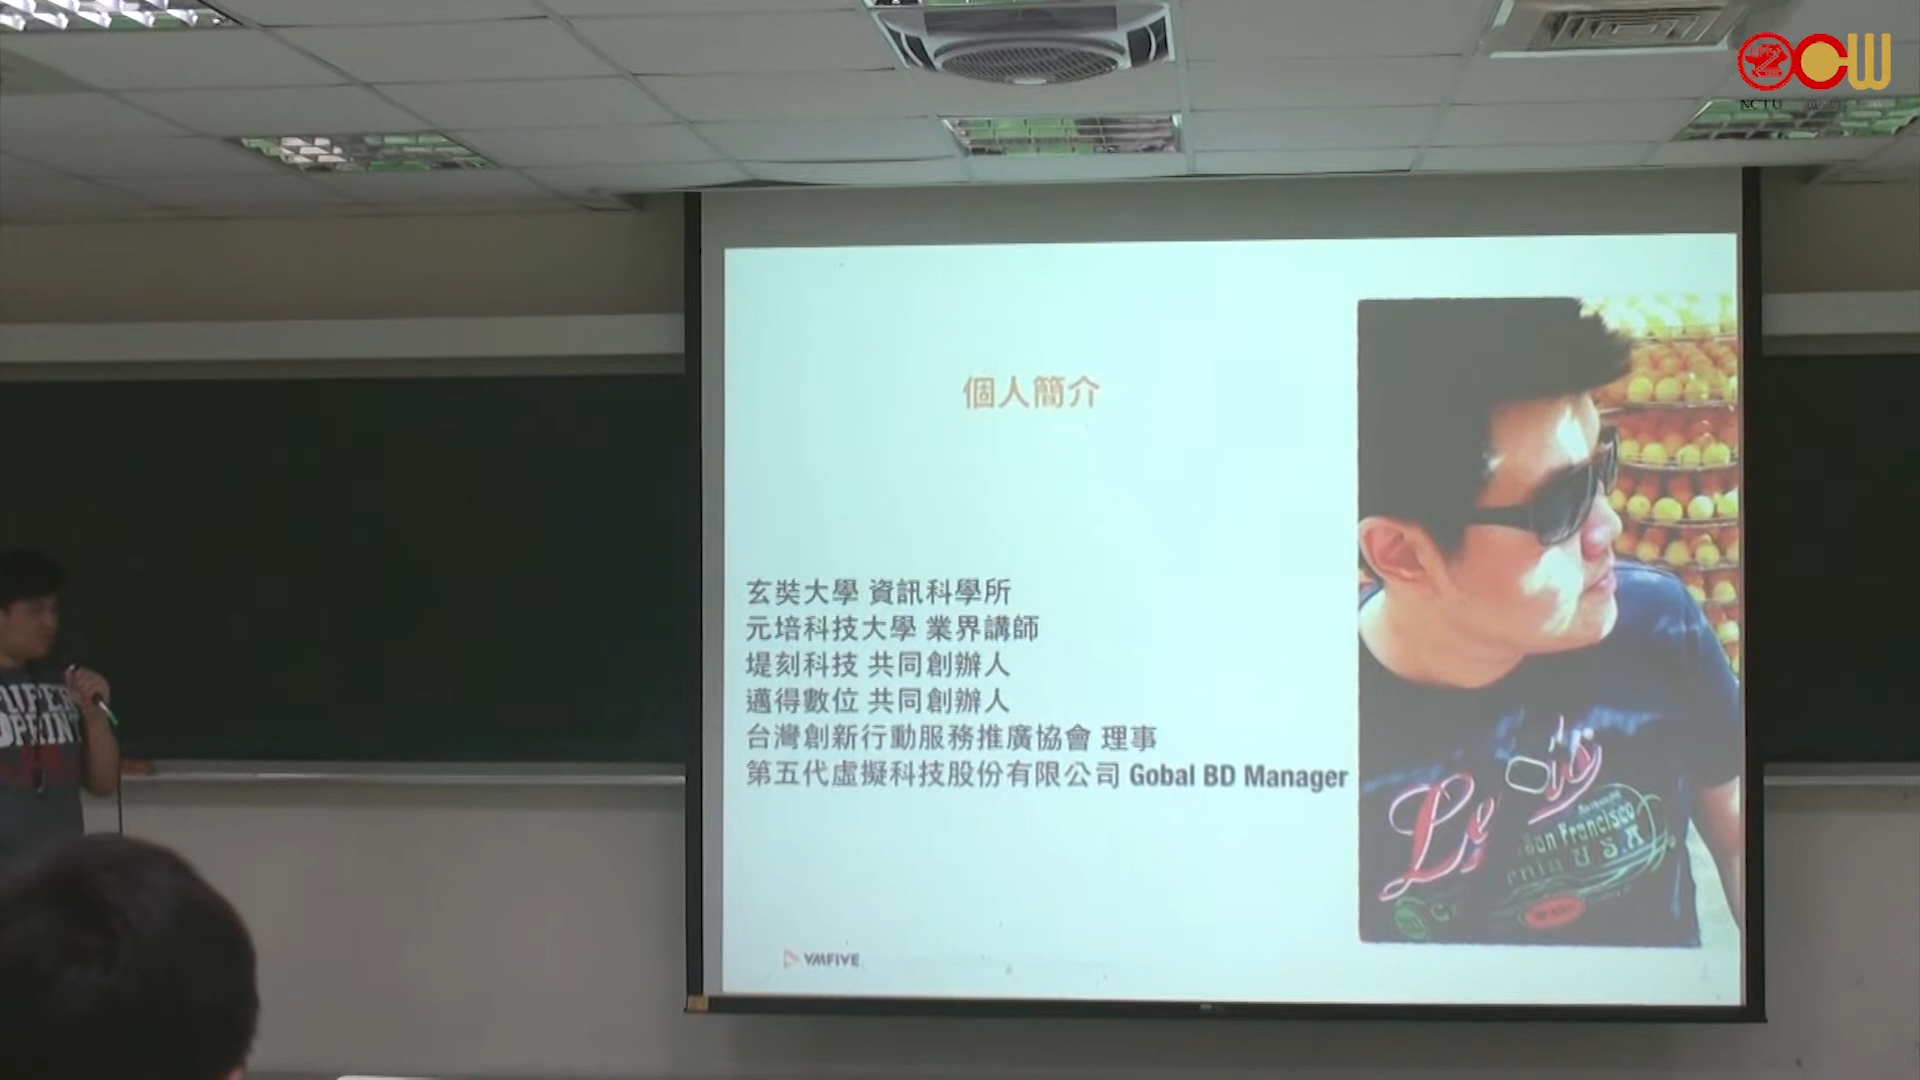 OCW
NCTU
個人簡介
玄奘大學 資訊科學所
元培科技大學 業界講師
堤刻科技 共同創辦人
邁得數位 共同創辦人
台灣創新行動服務推廣協會 理事
第五代虛擬科技股份有限公司 Gobal BD Manager
San Francisco
U S.A
VMFIVE